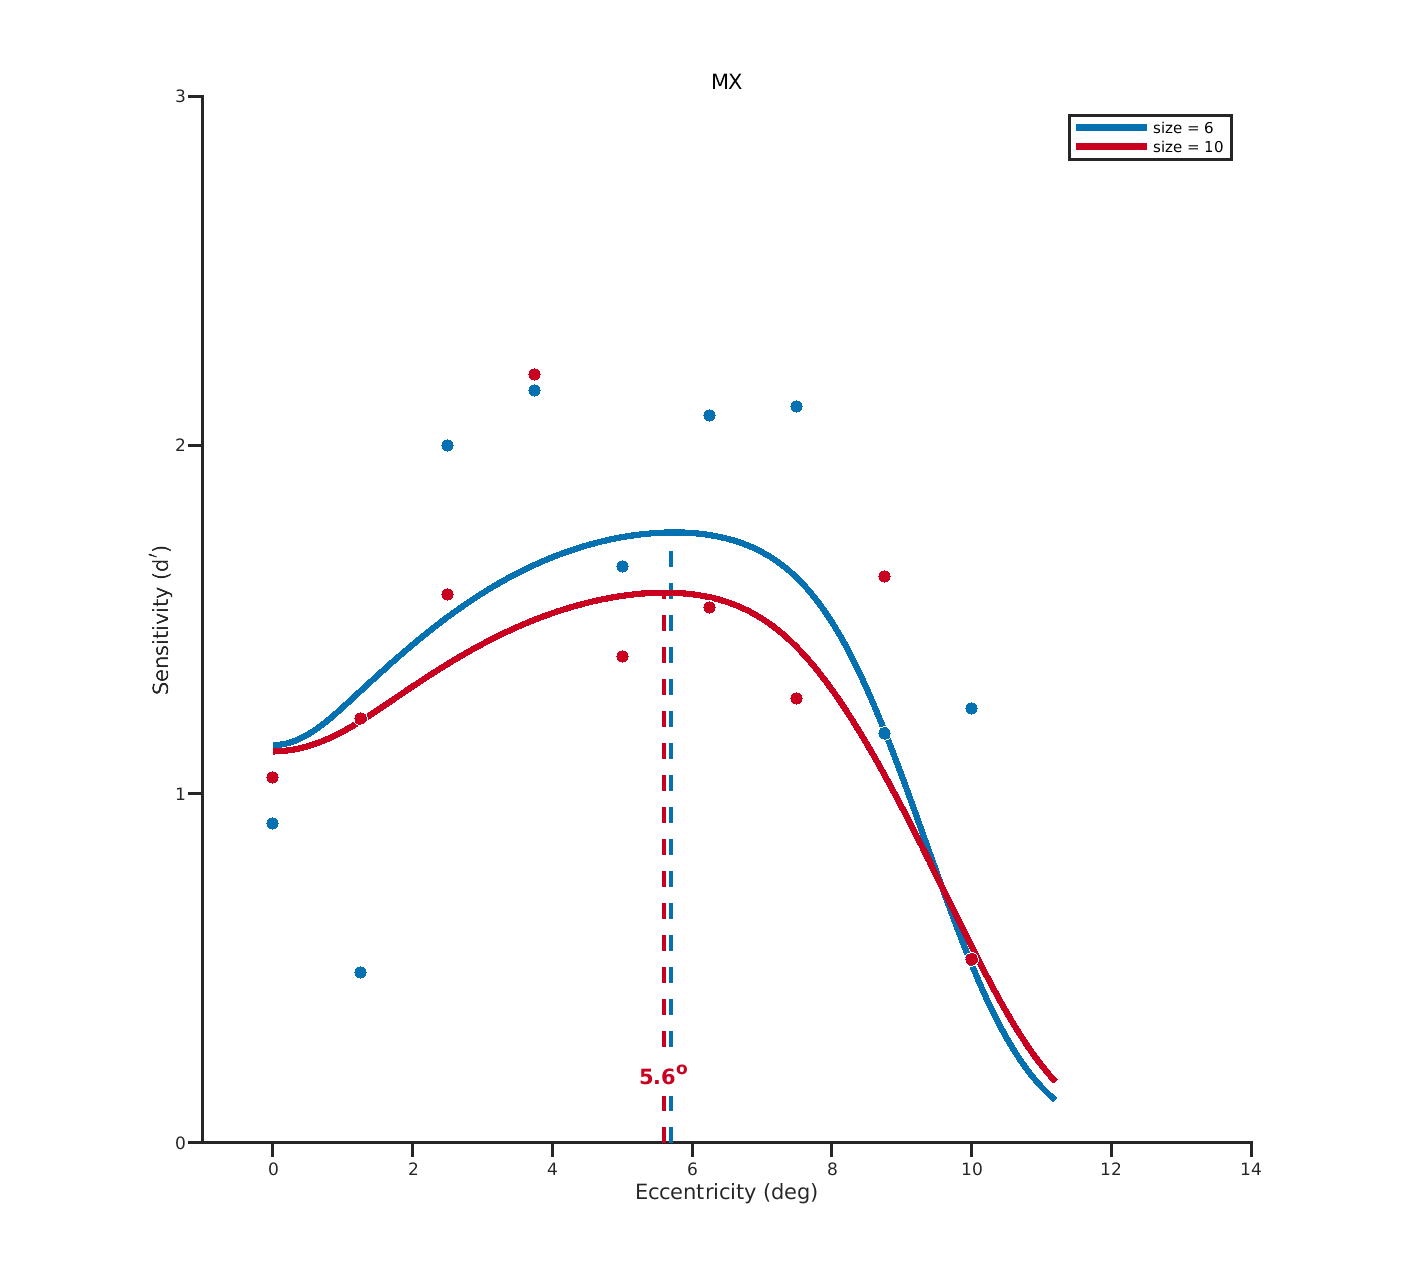 MX
size = 6
size = 10
3
2
1
0
Sensitivity (d′)
5.6°
0 2 4 6 8 10 12 14
Eccentricity (deg)